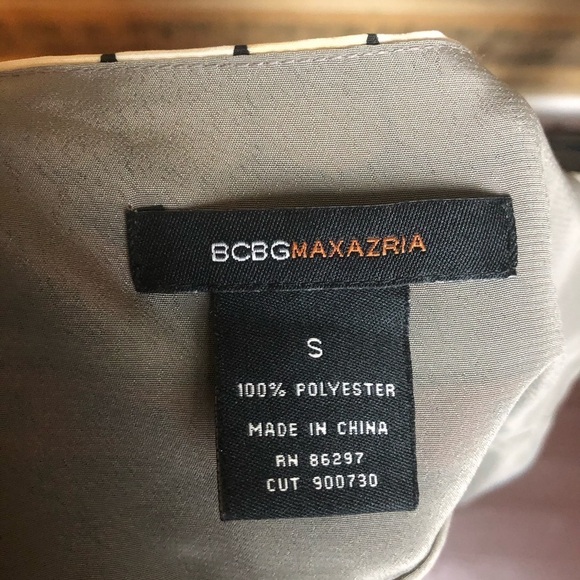 BCBGMAXAZRIA
S
100% POLYESTER
MADE IN CHINA
RN 86297
CUT 900730